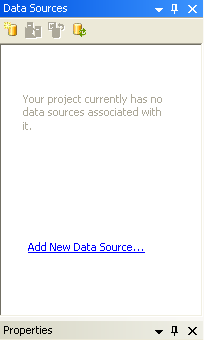 Data Sources
Your project currently has no
data sources associated with
it.
Add New Data Source...
Properties